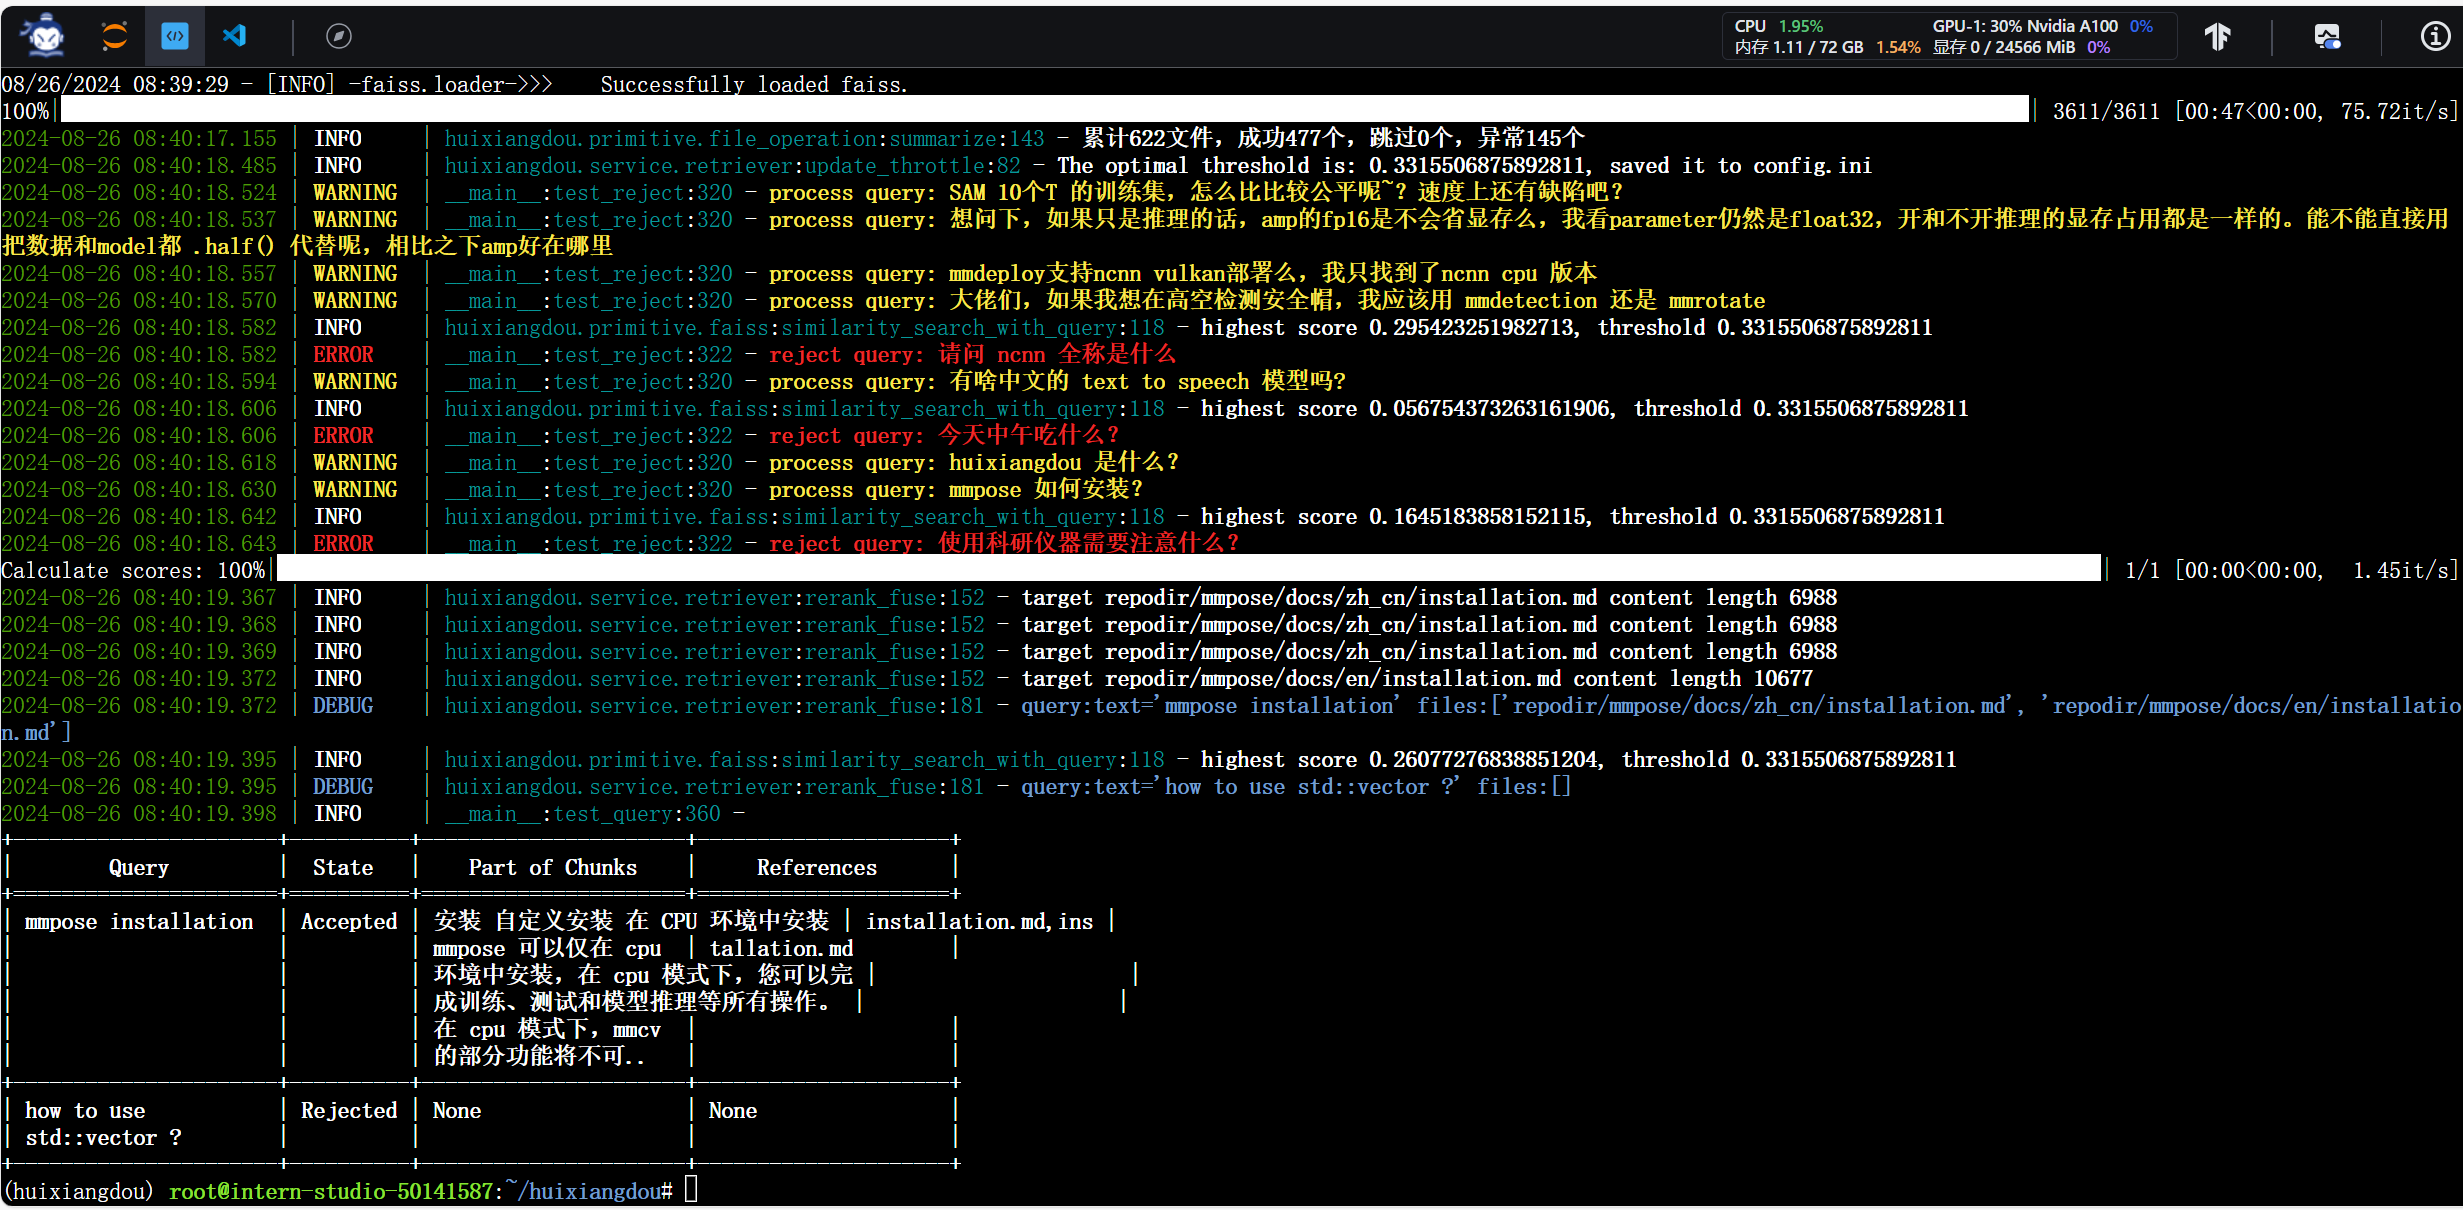 CPU 1.95% GPU-1: 30% Nvidia A100 0%
内存 1.11 / 72 GB 1.54% 显存 0 / 24566 MiB 0%
08/26/2024 08:39:29 - [INFO] -faiss.loader->>>    Successfully loaded faiss.
100%| | 3611/3611 [00:47<00:00, 75.72it/s]
2024-08-26 08:40:17.155 | INFO     | huixiangdou.primitive.file_operation:summarize:143 - 累计622文件，成功477个，跳过0个，异常145个
2024-08-26 08:40:18.485 | INFO     | huixiangdou.service.retriever:update_throttle:82 - The optimal threshold is: 0.3315506875892811, saved it to config.ini
2024-08-26 08:40:18.524 | WARNING  | __main__:test_reject:320 - process query: SAM 10个T 的训练集，怎么比比较公平呢~？速度上还有缺陷吧？
2024-08-26 08:40:18.537 | WARNING  | __main__:test_reject:320 - process query: 想问下，如果只是推理的话，amp的fp16是不会省显存么，我看parameter仍然是float32，开和不开推理的显存占用都是一样的。能不能直接用
把数据和model都 .half() 代替呢，相比之下amp好在哪里
2024-08-26 08:40:18.557 | WARNING  | __main__:test_reject:320 - process query: mmdeploy支持ncnn vulkan部署么，我只找到了ncnn cpu 版本
2024-08-26 08:40:18.570 | WARNING  | __main__:test_reject:320 - process query: 大佬们，如果我想在高空检测安全帽，我应该用 mmdetection 还是 mmrotate
2024-08-26 08:40:18.582 | INFO     | huixiangdou.primitive.faiss:similarity_search_with_query:118 - highest score 0.295423251982713, threshold 0.3315506875892811
2024-08-26 08:40:18.582 | ERROR    | __main__:test_reject:322 - reject query: 请问 ncnn 全称是什么
2024-08-26 08:40:18.594 | WARNING  | __main__:test_reject:320 - process query: 有啥中文的 text to speech 模型吗?
2024-08-26 08:40:18.606 | INFO     | huixiangdou.primitive.faiss:similarity_search_with_query:118 - highest score 0.056754373263161906, threshold 0.3315506875892811
2024-08-26 08:40:18.606 | ERROR    | __main__:test_reject:322 - reject query: 今天中午吃什么？
2024-08-26 08:40:18.618 | WARNING  | __main__:test_reject:320 - process query: huixiangdou 是什么？
2024-08-26 08:40:18.630 | WARNING  | __main__:test_reject:320 - process query: mmpose 如何安装？
2024-08-26 08:40:18.642 | INFO     | huixiangdou.primitive.faiss:similarity_search_with_query:118 - highest score 0.1645183858152115, threshold 0.3315506875892811
2024-08-26 08:40:18.643 | ERROR    | __main__:test_reject:322 - reject query: 使用科研仪器需要注意什么？
Calculate scores: 100%| | 1/1 [00:00<00:00,  1.45it/s]
2024-08-26 08:40:19.367 | INFO     | huixiangdou.service.retriever:rerank_fuse:152 - target repodir/mmpose/docs/zh_cn/installation.md content length 6988
2024-08-26 08:40:19.368 | INFO     | huixiangdou.service.retriever:rerank_fuse:152 - target repodir/mmpose/docs/zh_cn/installation.md content length 6988
2024-08-26 08:40:19.369 | INFO     | huixiangdou.service.retriever:rerank_fuse:152 - target repodir/mmpose/docs/zh_cn/installation.md content length 6988
2024-08-26 08:40:19.372 | INFO     | huixiangdou.service.retriever:rerank_fuse:152 - target repodir/mmpose/docs/en/installation.md content length 10677
2024-08-26 08:40:19.372 | DEBUG    | huixiangdou.service.retriever:rerank_fuse:181 - query:text='mmpose installation' files:['repodir/mmpose/docs/zh_cn/installation.md', 'repodir/mmpose/docs/en/installatio
n.md']
2024-08-26 08:40:19.395 | INFO     | huixiangdou.primitive.faiss:similarity_search_with_query:118 - highest score 0.26077276838851204, threshold 0.3315506875892811
2024-08-26 08:40:19.395 | DEBUG    | huixiangdou.service.retriever:rerank_fuse:181 - query:text='how to use std::vector ?' files:[]
2024-08-26 08:40:19.398 | INFO     | __main__:test_query:360 -
| Query | State | Part of Chunks | References |
| mmpose installation | Accepted | 安装 自定义安装 在 CPU 环境中安装 | installation.md,ins |
| | | mmpose 可以仅在 cpu | tallation.md |
| | | 环境中安装，在 cpu 模式下，您可以完 | |
| | | 成训练、测试和模型推理等所有操作。 | |
| | | 在 cpu 模式下，mmcv | |
| | | 的部分功能将不可.. | |
| how to use | Rejected | None | None |
| std::vector ? | | | |
(huixiangdou) root@intern-studio-50141587:~/huixiangdou#